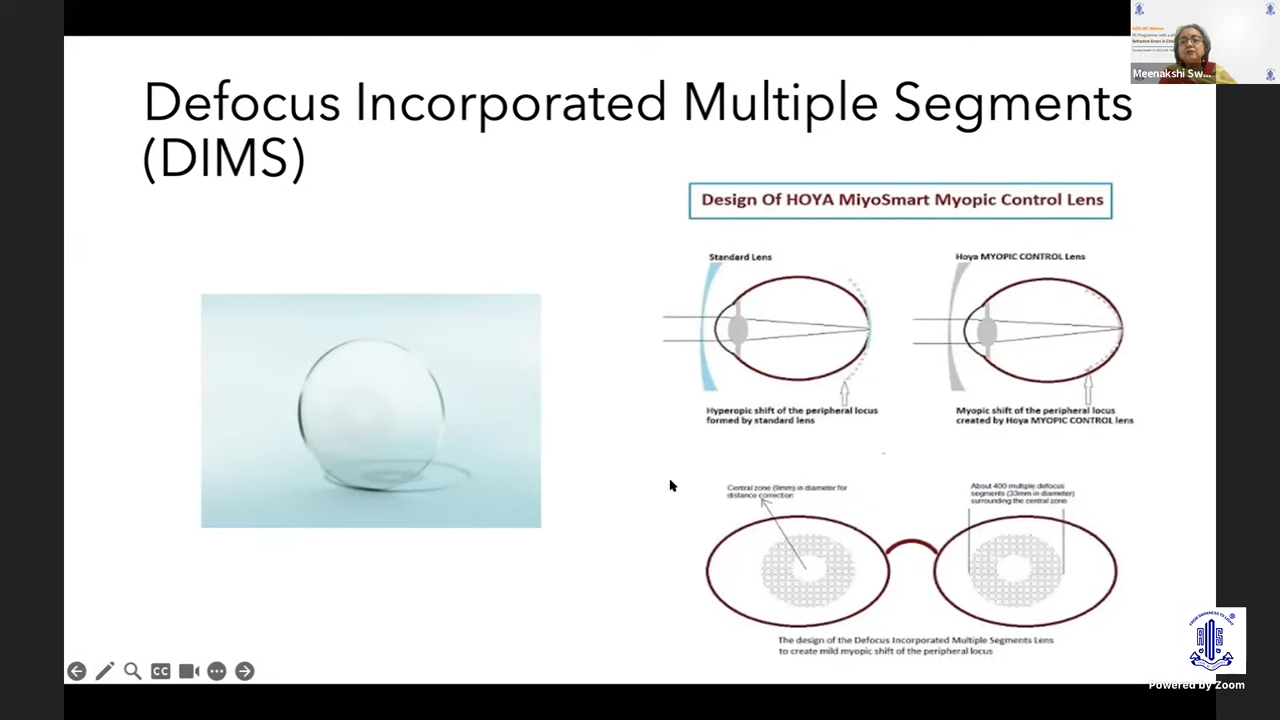 Defocus Incorporated Multiple Segments
(DIMS)
Design Of HOYA MiyoSmart Myopic Control Lens
Standard Lens
Hoya MYOPIC CONTROL Lens
Hyperopic shift of the peripheral locus
formed by standard lens
Myopic shift of the peripheral locus
created by Hoya MYOPIC CONTROL lens
Central zone (9mm) in diameter for
distance correction
About 400 multiple defocus
segments (33mm in diameter)
surrounding the central zone
The design of the Defocus Incorporated Multiple Segments Lens
to create mild myopic shift of the peripheral locus
Meenakshi Sw...
CC
Powered by Zoom